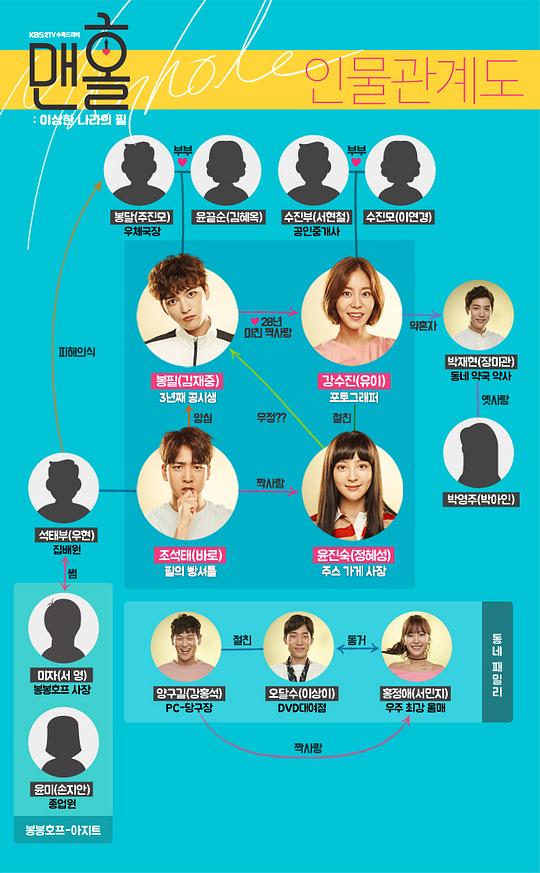 KBS 2TV 수목드라마
Manhole
맨홀
: 이상한 나라의 필
인물관계도
부부
부부
봉달(주진모)
윤끝순(김혜옥)
수진부(서현철)
수진모(이연경)
우체국장
공인중개사
28년
미친 짝사랑
약혼자
박재현(장미관)
동네 약국 약사
봉필(김재중)
강수진(유이)
3년째 공시생
포토그래퍼
피해의식
옛사랑
앙심
우정??
절친
짝사랑
박영주(박아인)
석태부(우현)
집배원
조석태(바로)
윤진숙(정혜성)
필의 빵셔틀
주스 가게 사장
썸
미자(서 영)
봉봉호프 사장
절친
동거
양구길(강홍석)
오달수(이상이)
홍정애(서민지)
PC-당구장
DVD대여점
우주 최강 몸매
동네 패밀리
짝사랑
윤미(손지안)
종업원
봉봉호프-아지트